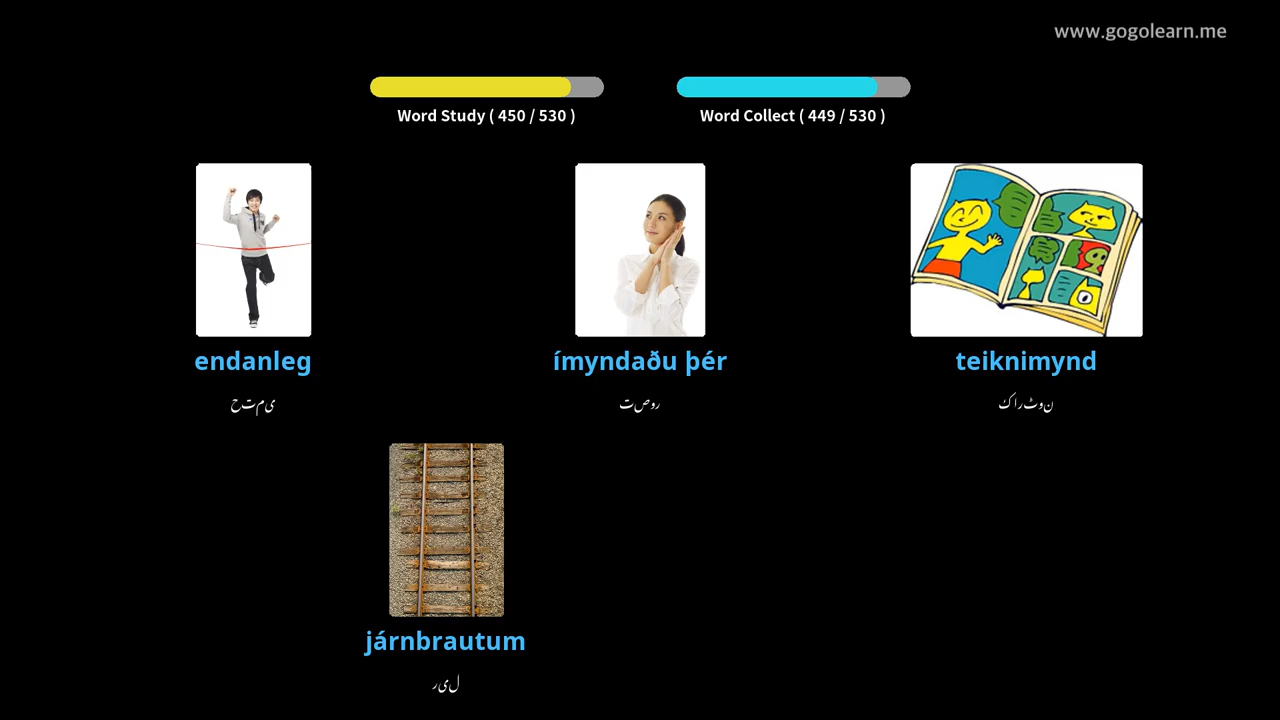 www.gogolearn.me
Word Study ( 450 / 530 )
Word Collect ( 449 / 530 )
endanleg
ímyndaðu þér
teiknimynd
حتمی
تصور
کارٹون
járnbrautum
ریل